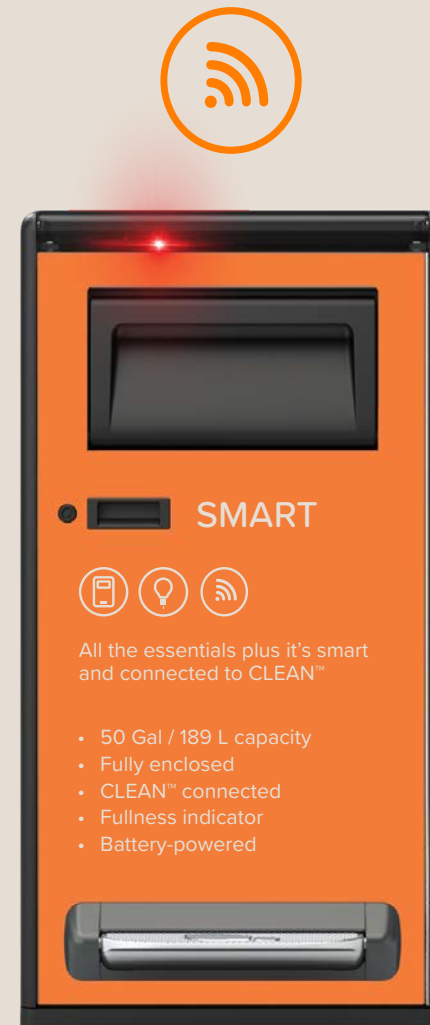 SMART
All the essentials plus it's smart
and connected to CLEAN™
• 50 Gal / 189 L capacity
• Fully enclosed
• CLEAN™ connected
• Fullness indicator
• Battery-powered